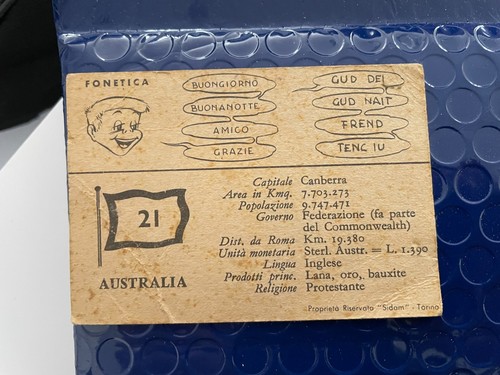 FONETICA
BUONGIORNO
GUD DEI
BUONANOTTE
GUD NAIT
AMIGO
FREND
GRAZIE
TENC IU
21
AUSTRALIA
Capitale Canberra
Area in Kmq. 7.703.273
Popolazione 9.747.471
Governo Federazione (fa parte
del Commonwealth)
Dist. da Roma Km. 19.380
Unità monetaria Sterl. Austr. = L. 1.390
Lingua Inglese
Prodotti princ. Lana, oro, bauxite
Religione Protestante
Proprietà Riservata "Sidam" - Torino